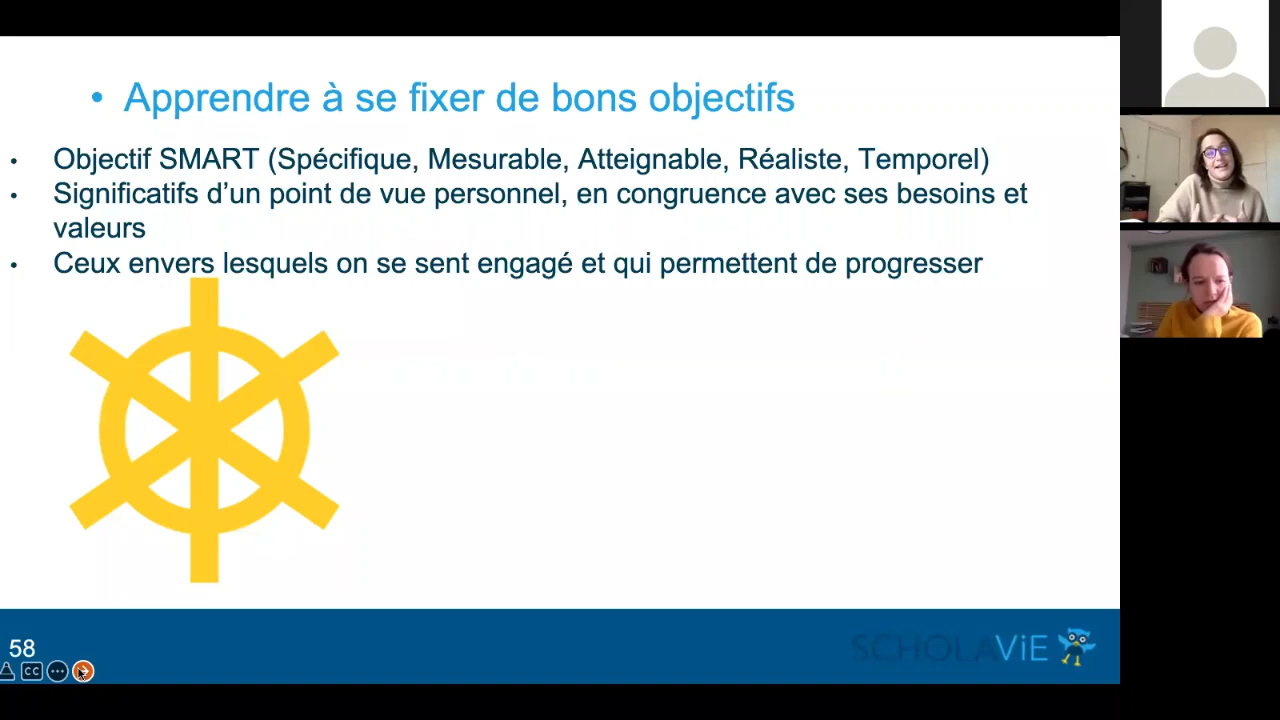 • Apprendre à se fixer de bons objectifs
• Objectif SMART (Spécifique, Mesurable, Atteignable, Réaliste, Temporel)
• Significatifs d’un point de vue personnel, en congruence avec ses besoins et
valeurs
• Ceux envers lesquels on se sent engagé et qui permettent de progresser
58
CC
SCHOLAViE